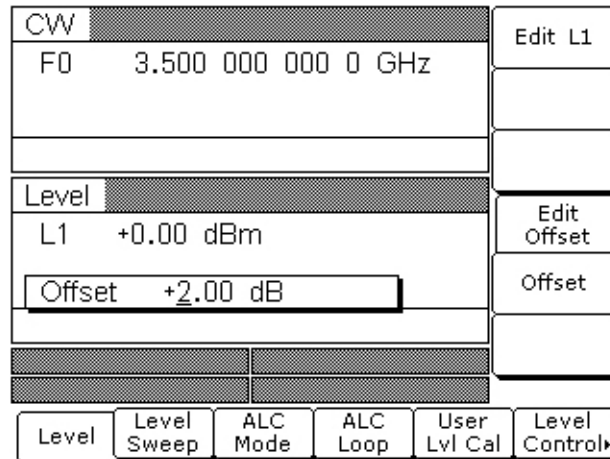 CW
F0 3.500 000 000 0 GHz
Edit L1
Level
L1 +0.00 dBm
Edit
Offset
Offset +2.00 dB
Offset
Level
Level
Sweep
ALC
Mode
ALC
Loop
User
Lvl Cal
Level
Control